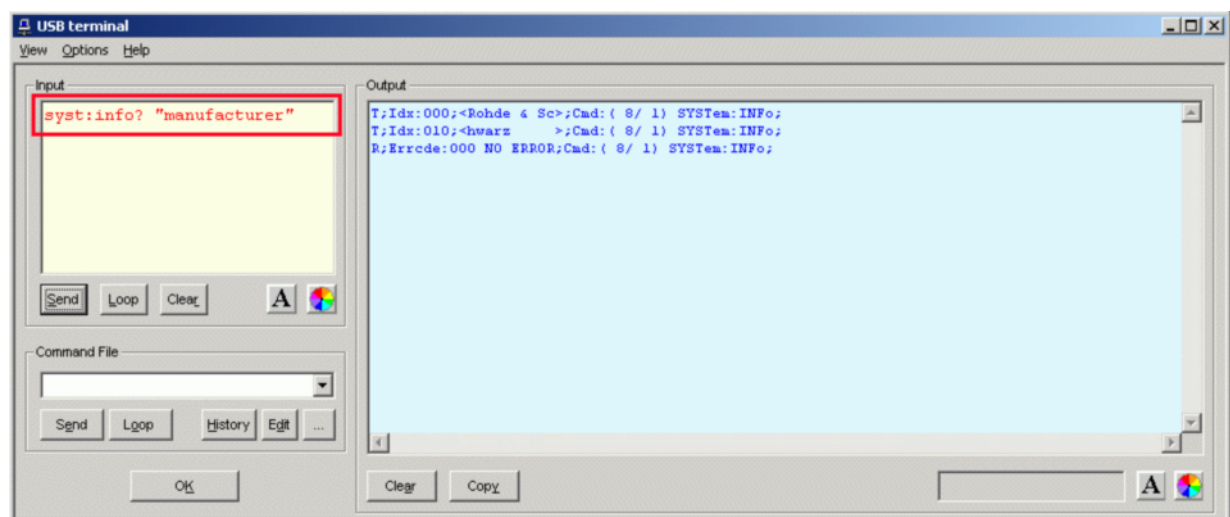 USB terminal
View Options Help
Input
syst:info? "manufacturer"
Send Loop Clear A
Command File
Send Loop History Edit ...
OK
Output
T;Idx:000;<Rohde & Sc>;Cmd:( 8/ 1) SYSTem:INFo;
T;Idx:010;<hwarz     >;Cmd:( 8/ 1) SYSTem:INFo;
R;Errcde:000 NO ERROR;Cmd:( 8/ 1) SYSTem:INFo;
Clear Copy A